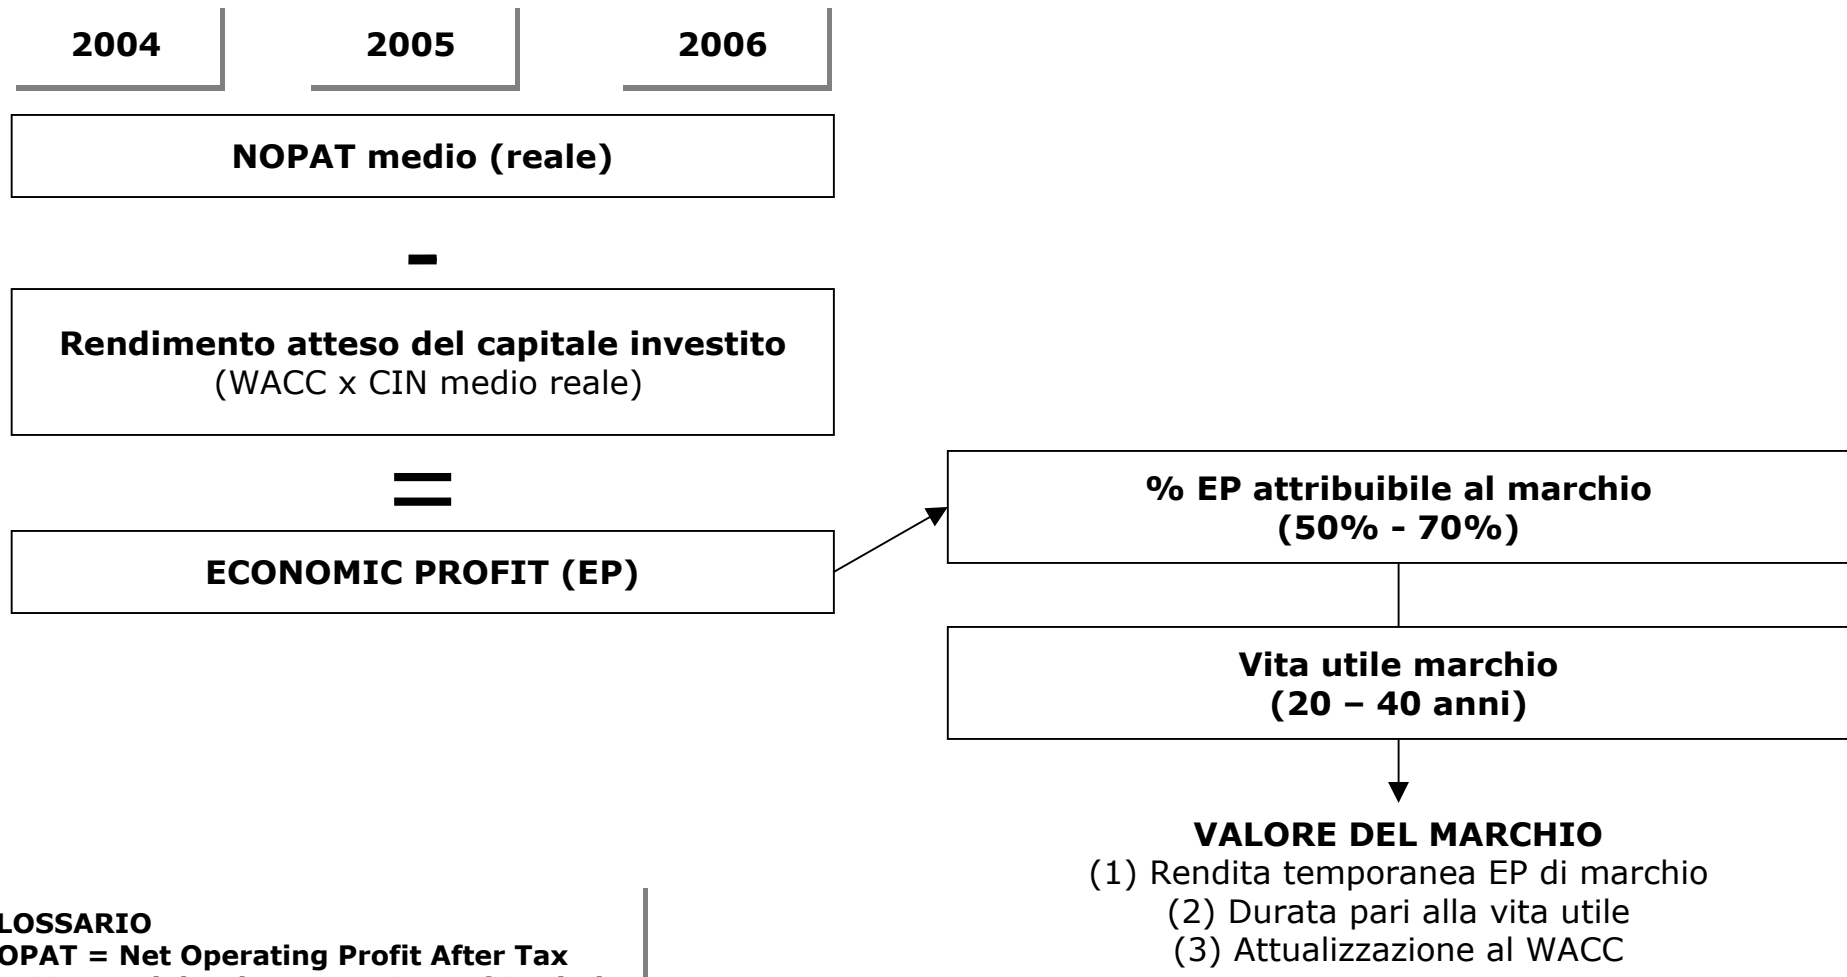 2004 2005 2006
NOPAT medio (reale)
-
Rendimento atteso del capitale investito
(WACC x CIN medio reale)
=
ECONOMIC PROFIT (EP)
% EP attribuibile al marchio
(50% - 70%)
Vita utile marchio
(20 – 40 anni)
VALORE DEL MARCHIO
(1) Rendita temporanea EP di marchio
(2) Durata pari alla vita utile
(3) Attualizzazione al WACC
LOSSARIO
OPAT = Net Operating Profit After Tax